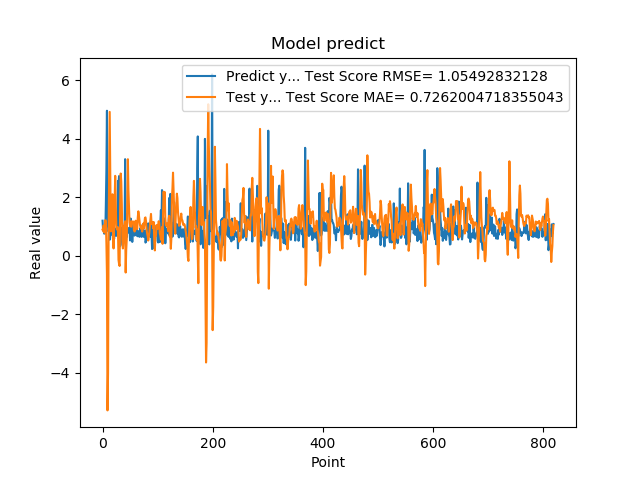 Model predict
Predict y... Test Score RMSE= 1.05492832128
Test y... Test Score MAE= 0.7262004718355043
Real value
6
4
2
0
−2
−4
0 200 400 600 800
Point